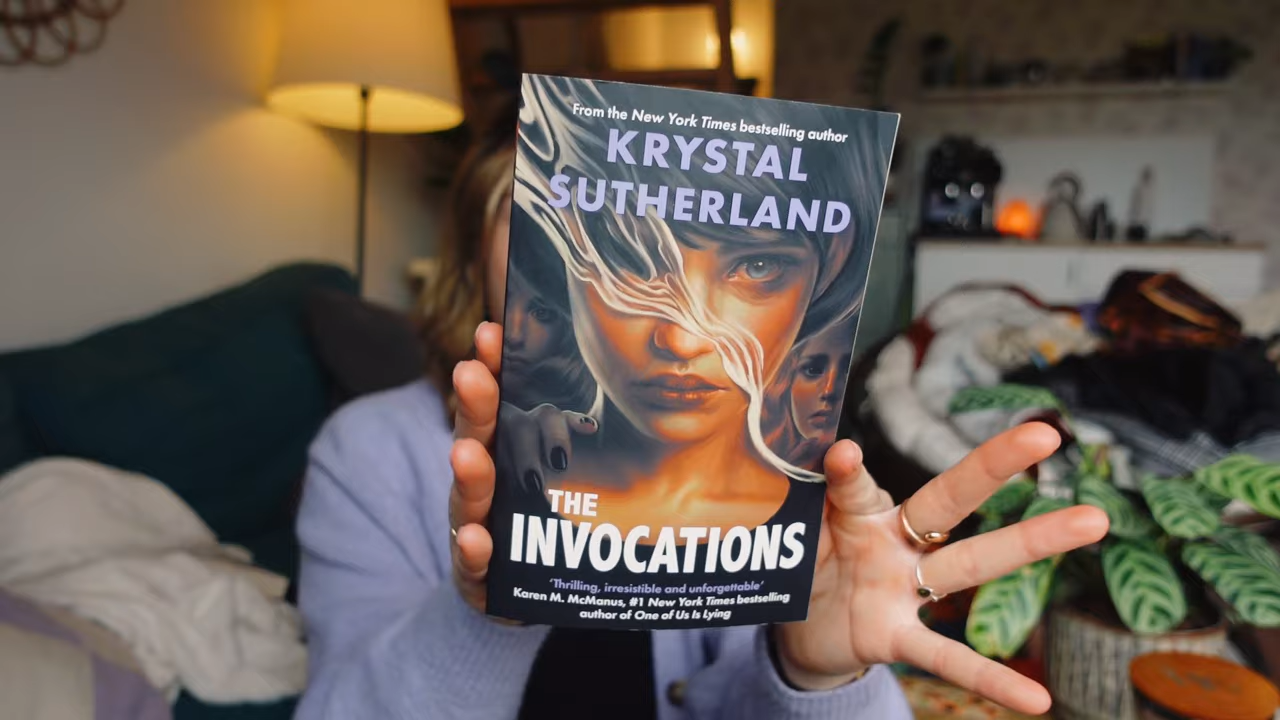 From the New York Times bestselling author
KRYSTAL
SUTHERLAND
THE
INVOCATIONS
‘Thrilling, irresistible and unforgettable’
Karen M. McManus, #1 New York Times bestselling
author of One of Us Is Lying